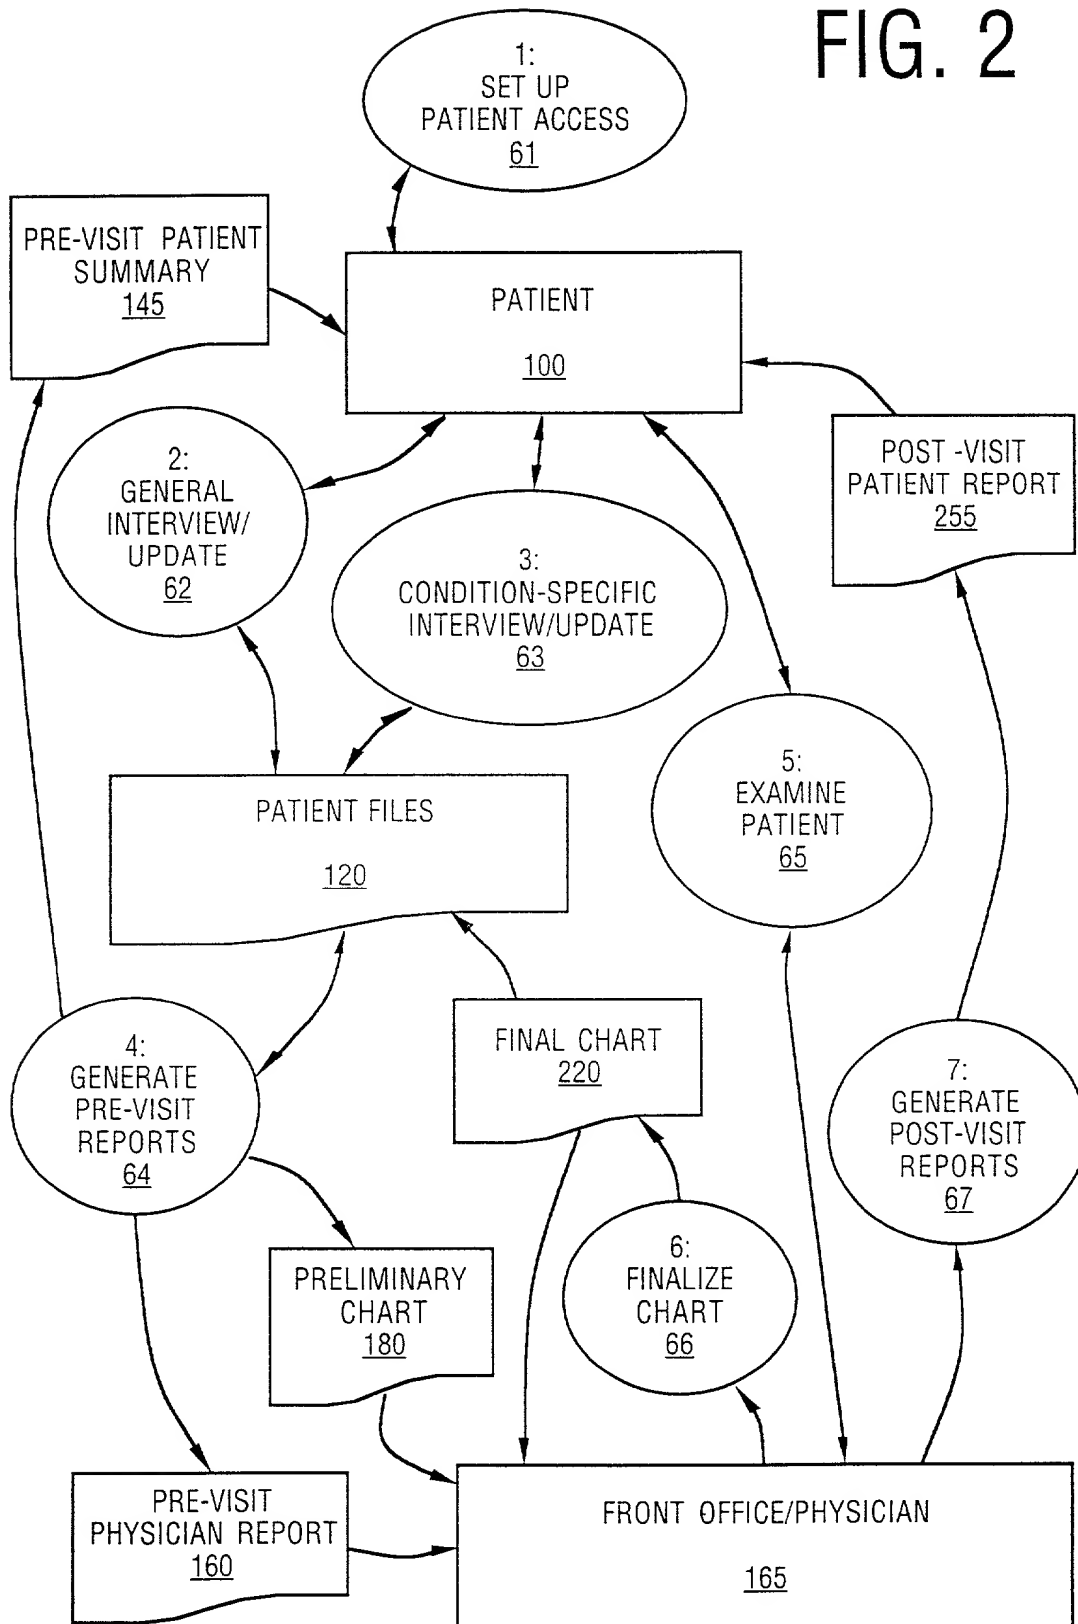 FIG. 2
1:
SET UP
PATIENT ACCESS
61
PRE-VISIT PATIENT
SUMMARY
145
PATIENT
100
POST -VISIT
PATIENT REPORT
255
2:
GENERAL
INTERVIEW/
UPDATE
62
3:
CONDITION-SPECIFIC
INTERVIEW/UPDATE
63
5:
EXAMINE
PATIENT
65
PATIENT FILES
120
4:
GENERATE
PRE-VISIT
REPORTS
64
FINAL CHART
220
7:
GENERATE
POST-VISIT
REPORTS
67
PRELIMINARY
CHART
180
6:
FINALIZE
CHART
66
PRE-VISIT
PHYSICIAN REPORT
160
FRONT OFFICE/PHYSICIAN
165